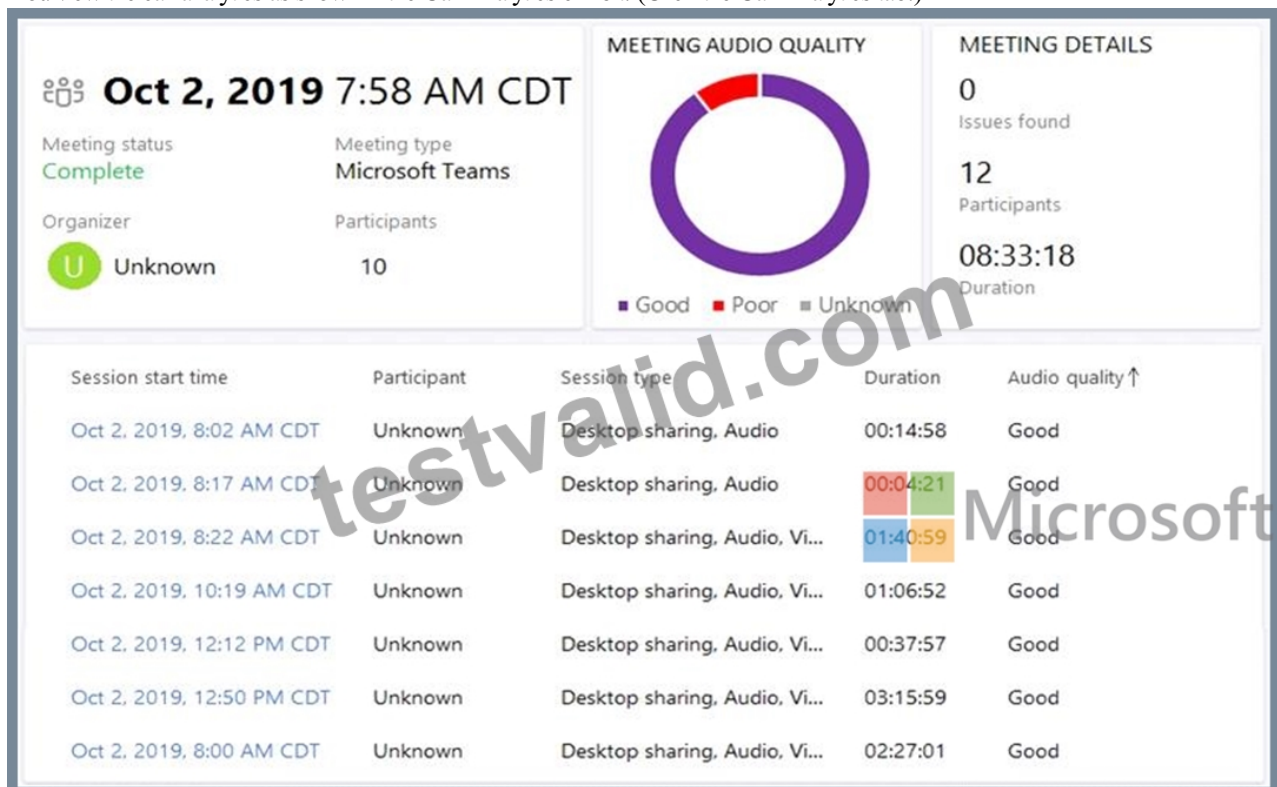 MEETING AUDIO QUALITY
MEETING DETAILS
Oct 2, 2019 7:58 AM CDT
Meeting status
Meeting type
Complete
Microsoft Teams
Organizer
Participants
U Unknown
10
Good Poor Unknown
0
Issues found
12
Participants
08:33:18
Duration
Session start time Participant Session type Duration Audio quality↑
Oct 2, 2019, 8:02 AM CDT Unknown Desktop sharing, Audio 00:14:58 Good
Oct 2, 2019, 8:17 AM CDT Unknown Desktop sharing, Audio 00:04:21 Good
Oct 2, 2019, 8:22 AM CDT Unknown Desktop sharing, Audio, Vi... 01:40:59 Good
Oct 2, 2019, 10:19 AM CDT Unknown Desktop sharing, Audio, Vi... 01:06:52 Good
Oct 2, 2019, 12:12 PM CDT Unknown Desktop sharing, Audio, Vi... 00:37:57 Good
Oct 2, 2019, 12:50 PM CDT Unknown Desktop sharing, Audio, Vi... 03:15:59 Good
Oct 2, 2019, 8:00 AM CDT Unknown Desktop sharing, Audio, Vi... 02:27:01 Good
testvalid.com
Microsoft